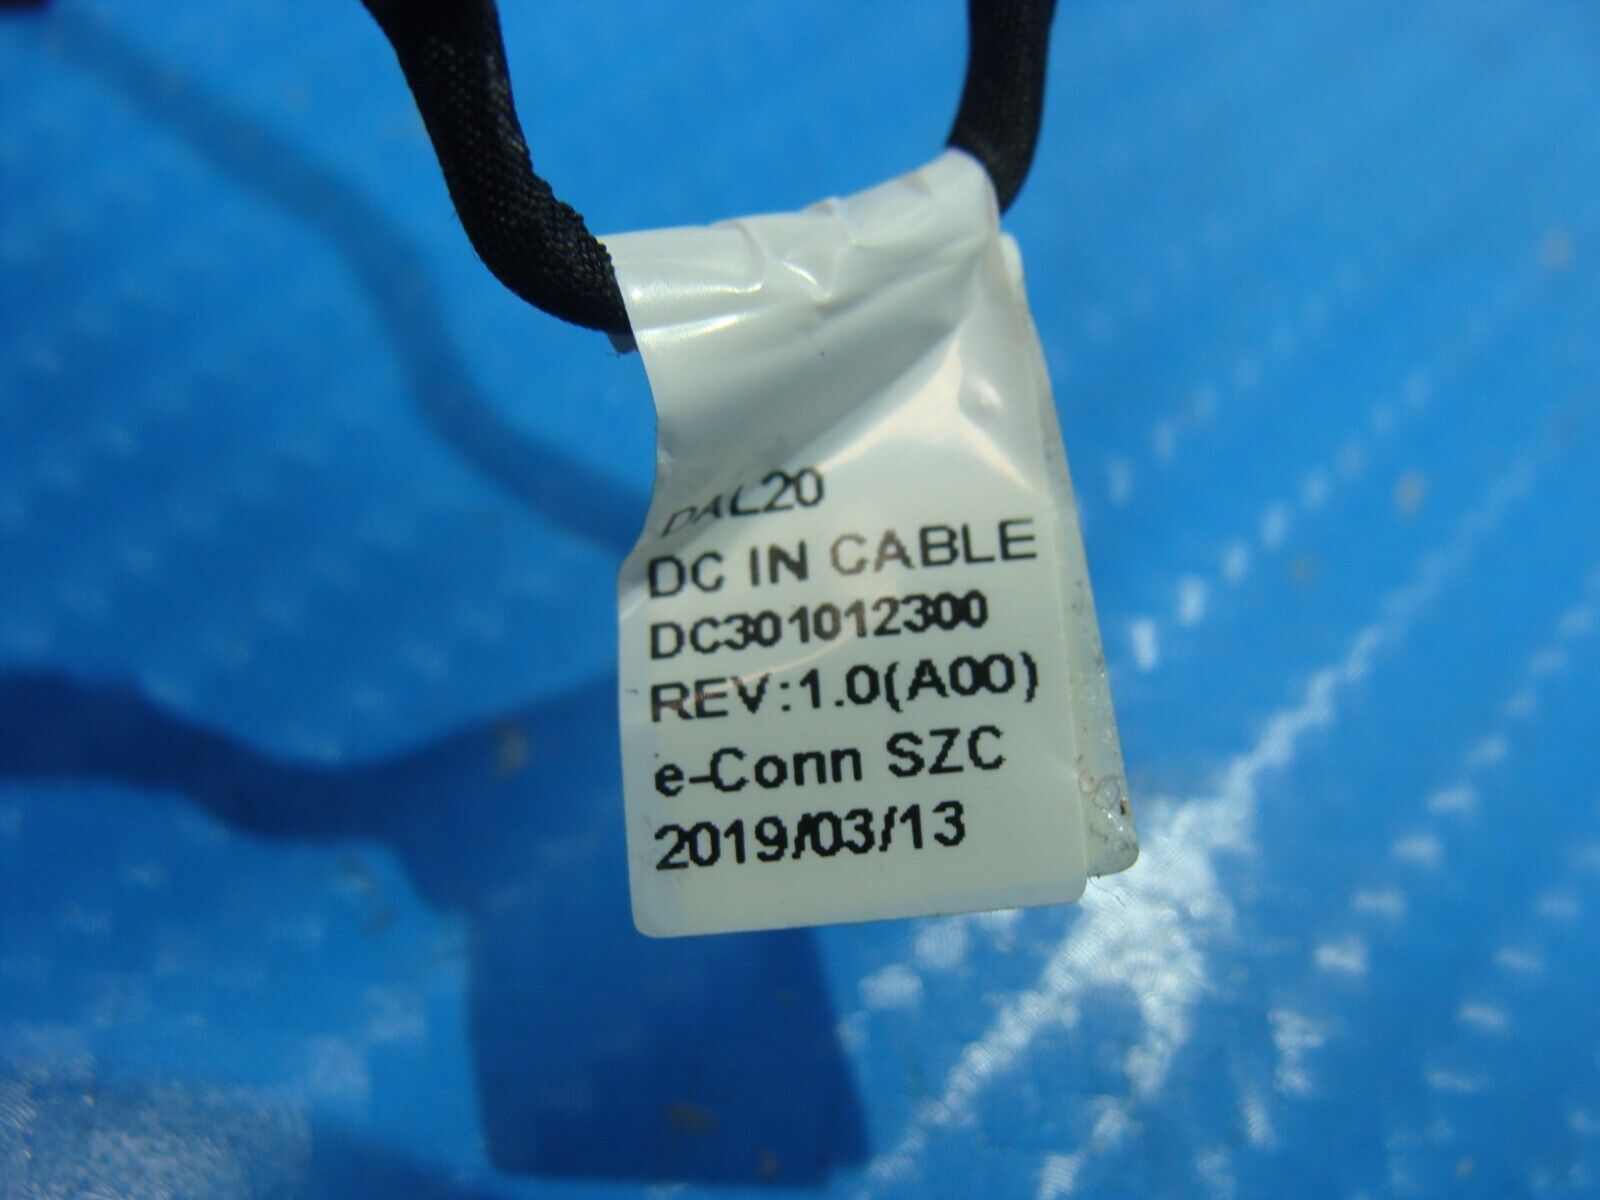 DAL20
DC IN CABLE
DC301012300
REV:1.0(A00)
e-Conn SZC
2019/03/13